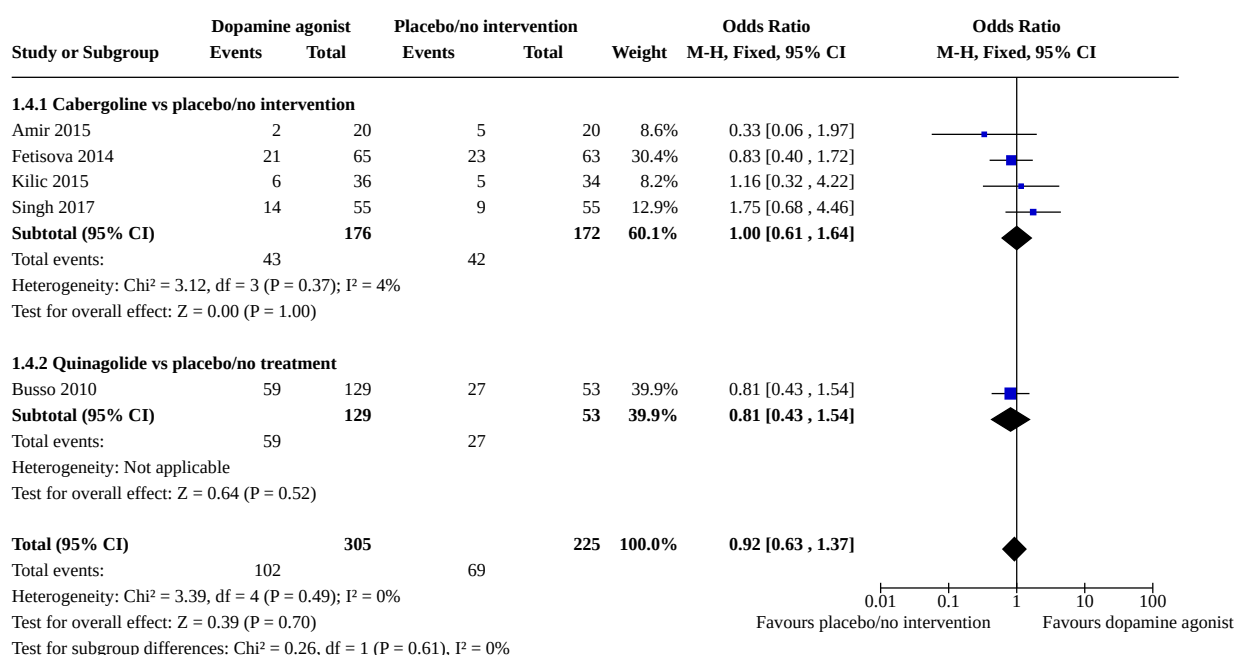 Dopamine agonist Placebo/no intervention Odds Ratio Odds Ratio
Study or Subgroup Events Total Events Total Weight M-H, Fixed, 95% CI M-H, Fixed, 95% CI
1.4.1 Cabergoline vs placebo/no intervention
Amir 2015 2 20 5 20 8.6% 0.33 [0.06 , 1.97]
Fetisova 2014 21 65 23 63 30.4% 0.83 [0.40 , 1.72]
Kilic 2015 6 36 5 34 8.2% 1.16 [0.32 , 4.22]
Singh 2017 14 55 9 55 12.9% 1.75 [0.68 , 4.46]
Subtotal (95% CI) 176 172 60.1% 1.00 [0.61 , 1.64]
Total events: 43 42
Heterogeneity: Chi² = 3.12, df = 3 (P = 0.37); I² = 4%
Test for overall effect: Z = 0.00 (P = 1.00)
1.4.2 Quinagolide vs placebo/no treatment
Busso 2010 59 129 27 53 39.9% 0.81 [0.43 , 1.54]
Subtotal (95% CI) 129 53 39.9% 0.81 [0.43 , 1.54]
Total events: 59 27
Heterogeneity: Not applicable
Test for overall effect: Z = 0.64 (P = 0.52)
Total (95% CI) 305 225 100.0% 0.92 [0.63 , 1.37]
Total events: 102 69
Heterogeneity: Chi² = 3.39, df = 4 (P = 0.49); I² = 0%
0.01 0.1 1 10 100
Test for overall effect: Z = 0.39 (P = 0.70) Favours placebo/no intervention Favours dopamine agonist
Test for subgroup differences: Chi² = 0.26, df = 1 (P = 0.61), I² = 0%